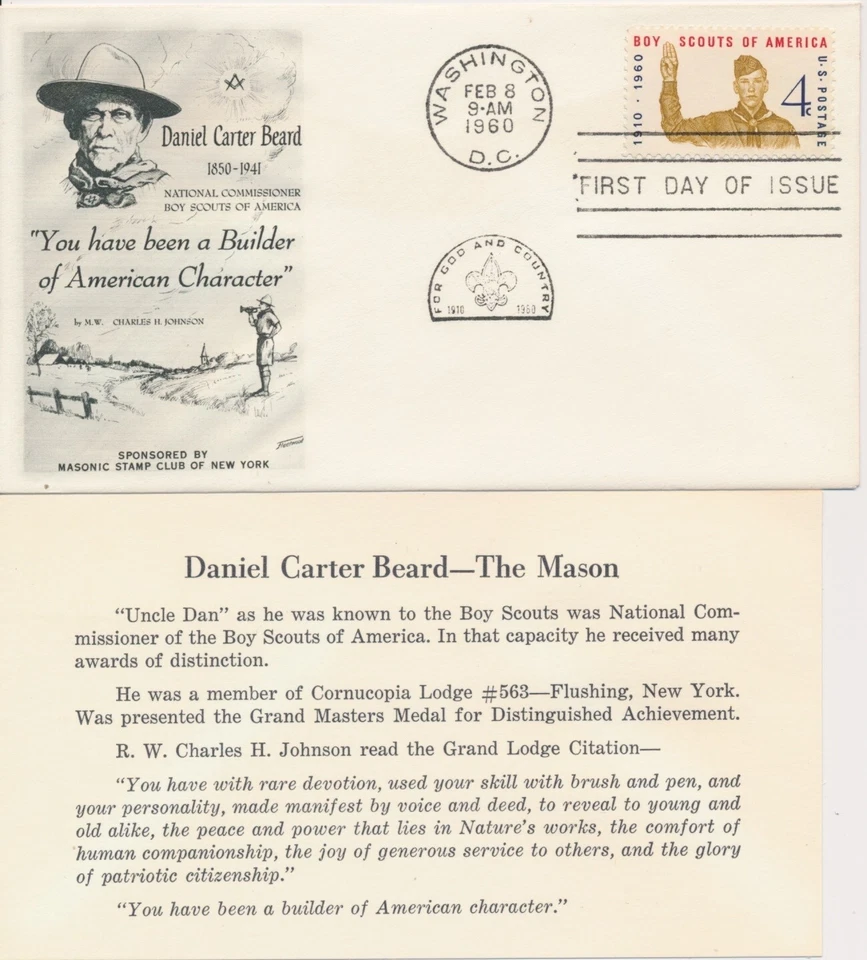 Daniel Carter Beard
1850-1941
NATIONAL COMMISSIONER
BOY SCOUTS OF AMERICA
"You have been a Builder
of American Character"
by M.W. CHARLES H. JOHNSON
SPONSORED BY
MASONIC STAMP CLUB OF NEW YORK
WASHINGTON
FEB 8
9-AM
1960
D.C.
FOR GOD AND COUNTRY
1910 1960
BOY SCOUTS OF AMERICA
1910 · 1960
4c
U.S. POSTAGE
FIRST DAY OF ISSUE
Daniel Carter Beard—The Mason
"Uncle Dan" as he was known to the Boy Scouts was National Com-
missioner of the Boy Scouts of America. In that capacity he received many
awards of distinction.
He was a member of Cornucopia Lodge #563—Flushing, New York.
Was presented the Grand Masters Medal for Distinguished Achievement.
R. W. Charles H. Johnson read the Grand Lodge Citation—
"You have with rare devotion, used your skill with brush and pen, and
your personality, made manifest by voice and deed, to reveal to young and
old alike, the peace and power that lies in Nature's works, the comfort of
human companionship, the joy of generous service to others, and the glory
of patriotic citizenship."
"You have been a builder of American character."